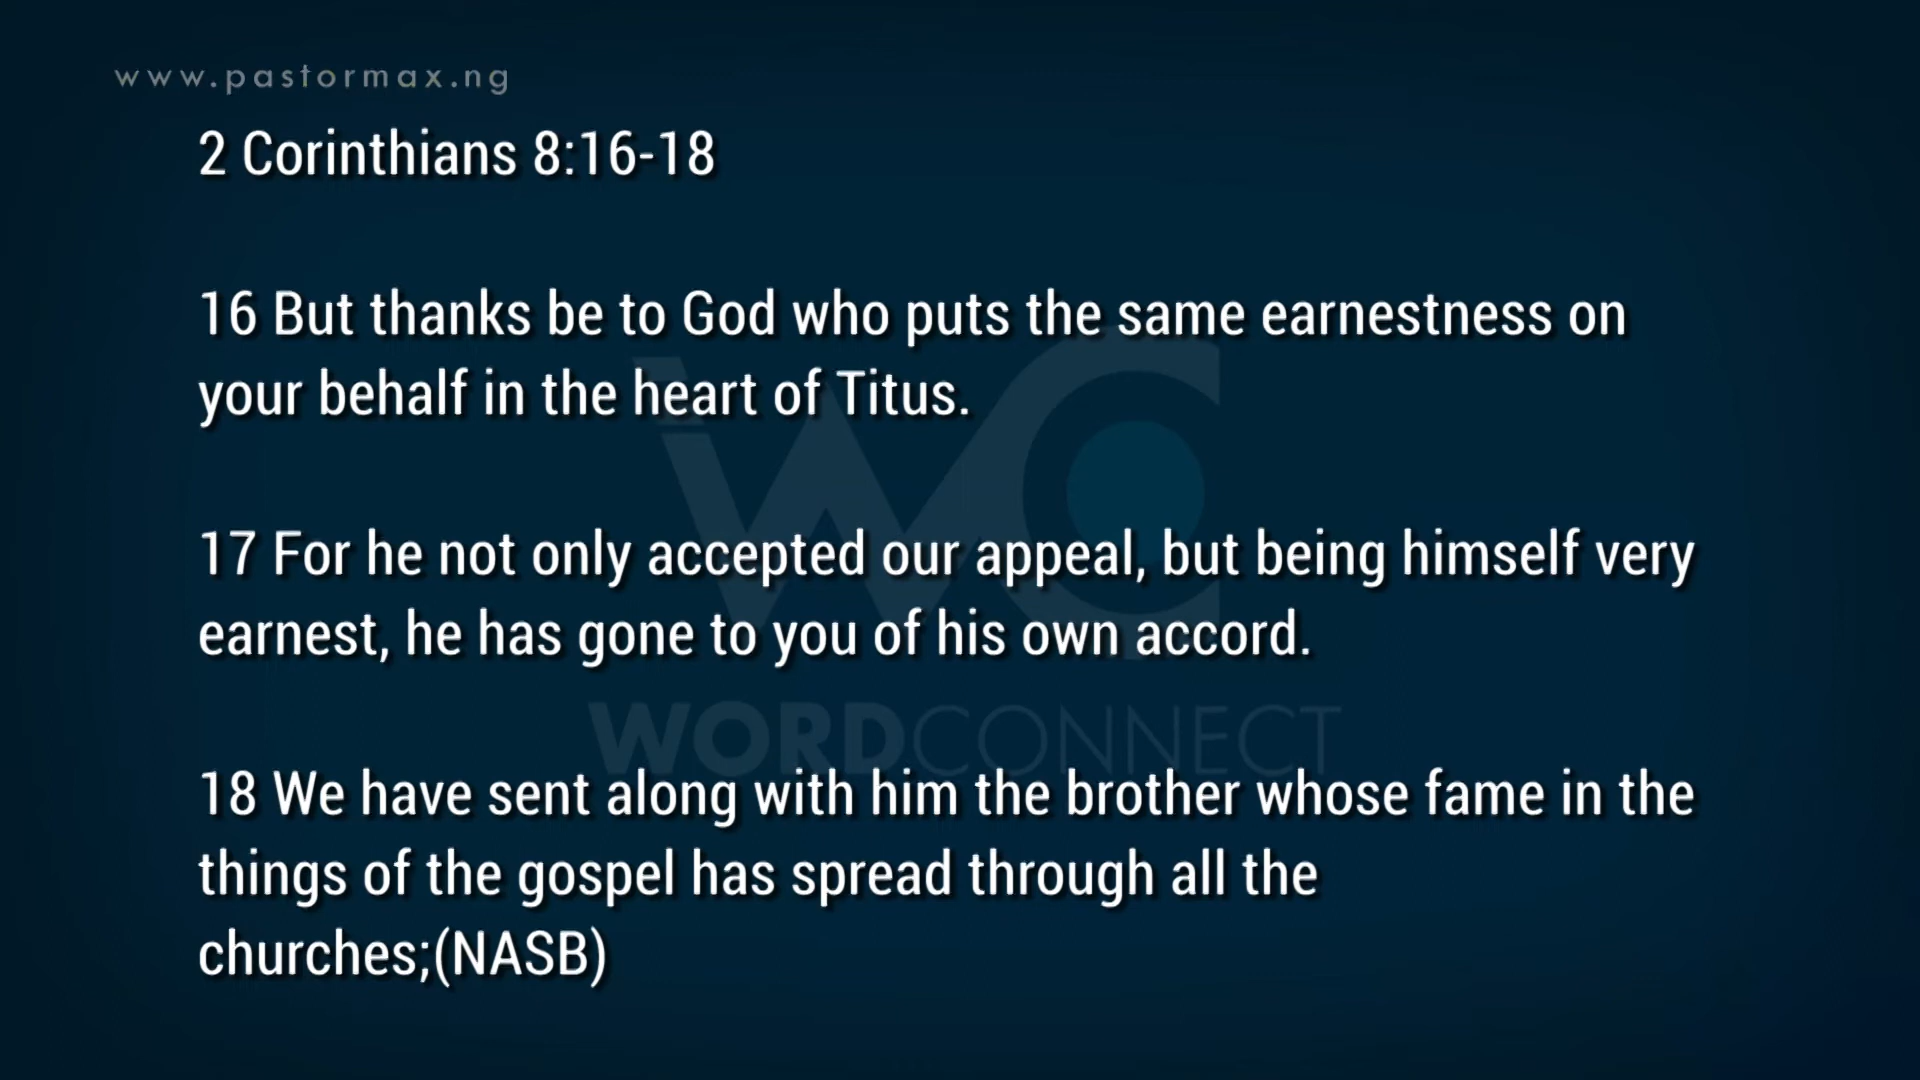 www.pastormax.ng
2 Corinthians 8:16-18
16 But thanks be to God who puts the same earnestness on
your behalf in the heart of Titus.
17 For he not only accepted our appeal, but being himself very
earnest, he has gone to you of his own accord.
WORDCONNECT
18 We have sent along with him the brother whose fame in the
things of the gospel has spread through all the
churches;(NASB)